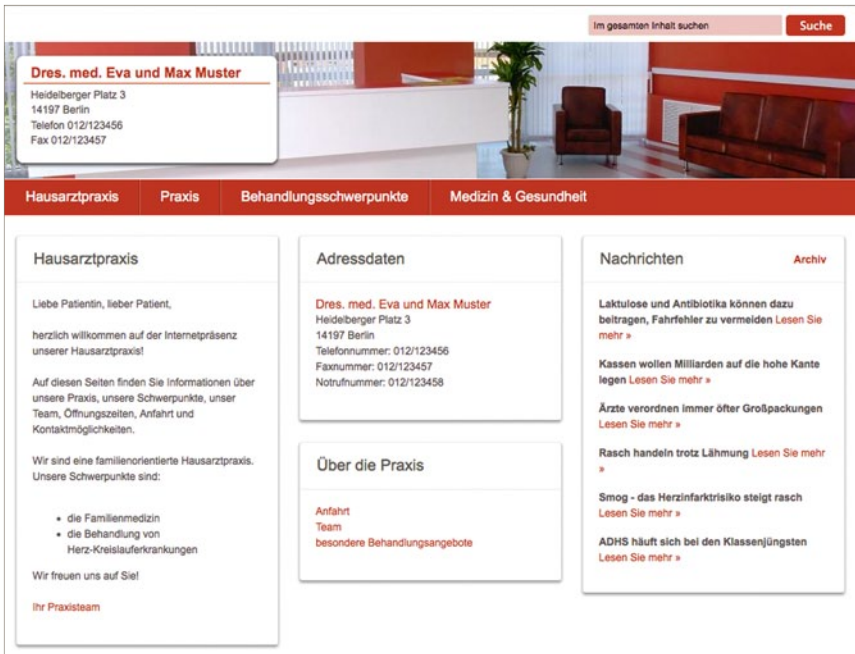 Im gesamten Inhalt suchen
Suche
Dres. med. Eva und Max Muster
Heidelberger Platz 3
14197 Berlin
Telefon 012/123456
Fax 012/123457
Hausarztpraxis
Praxis
Behandlungsschwerpunkte
Medizin & Gesundheit
Hausarztpraxis
Liebe Patientin, lieber Patient,
herzlich willkommen auf der Internetpräsenz
unserer Hausarztpraxis!
Auf diesen Seiten finden Sie Informationen über
unsere Praxis, unsere Schwerpunkte, unser
Team, Öffnungszeiten, Anfahrt und
Kontaktmöglichkeiten.
Wir sind eine familienorientierte Hausarztpraxis.
Unsere Schwerpunkte sind:
• die Familienmedizin
• die Behandlung von
Herz-Kreislauferkrankungen
Wir freuen uns auf Sie!
Ihr Praxisteam
Adressdaten
Dres. med. Eva und Max Muster
Heidelberger Platz 3
14197 Berlin
Telefonnummer: 012/123456
Faxnummer: 012/123457
Notrufnummer: 012/123458
Über die Praxis
Anfahrt
Team
besondere Behandlungsangebote
Nachrichten
Archiv
Laktulose und Antibiotika können dazu
beitragen, Fahrfehler zu vermeiden Lesen Sie
mehr »
Kassen wollen Milliarden auf die hohe Kante
legen Lesen Sie mehr »
Ärzte verordnen immer öfter Großpackungen
Lesen Sie mehr »
Rasch handeln trotz Lähmung Lesen Sie mehr
»
Smog - das Herzinfarktrisiko steigt rasch
Lesen Sie mehr »
ADHS häuft sich bei den Klassenjüngsten
Lesen Sie mehr »